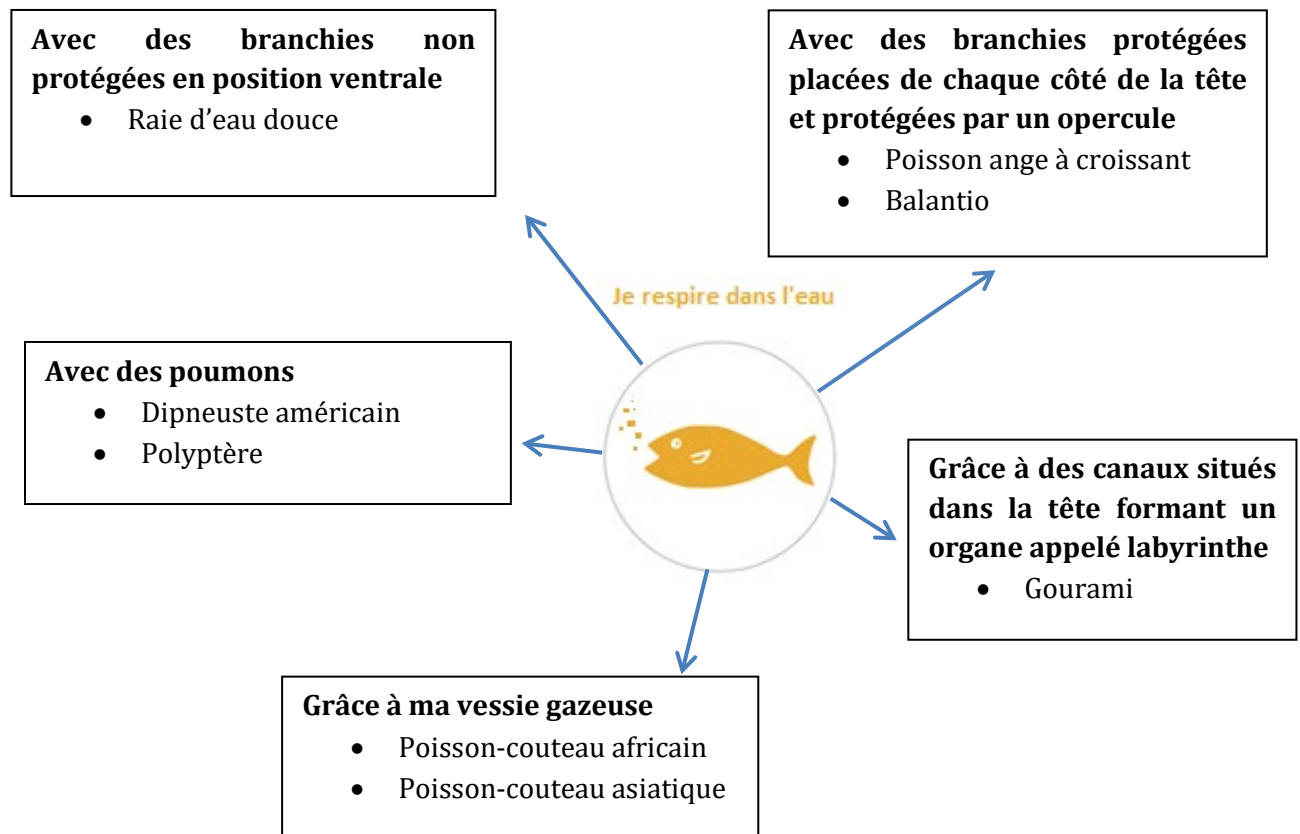 Avec des branchies non
protégées en position ventrale
• Raie d'eau douce
Avec des branchies protégées
placées de chaque côté de la tête
et protégées par un opercule
• Poisson ange à croissant
• Balantio
Je respire dans l'eau
Avec des poumons
• Dipneuste américain
• Polyptère
Grâce à des canaux situés
dans la tête formant un
organe appelé labyrinthe
• Gourami
Grâce à ma vessie gazeuse
• Poisson-couteau africain
• Poisson-couteau asiatique